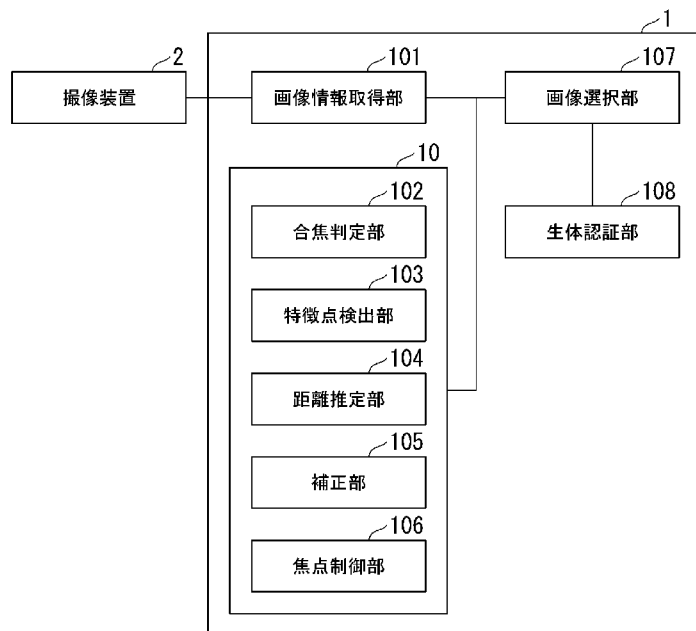 1
2
101
107
撮像装置
画像情報取得部
画像選択部
10
102
108
合焦判定部
生体認証部
103
特徴点検出部
104
距離推定部
105
補正部
106
焦点制御部